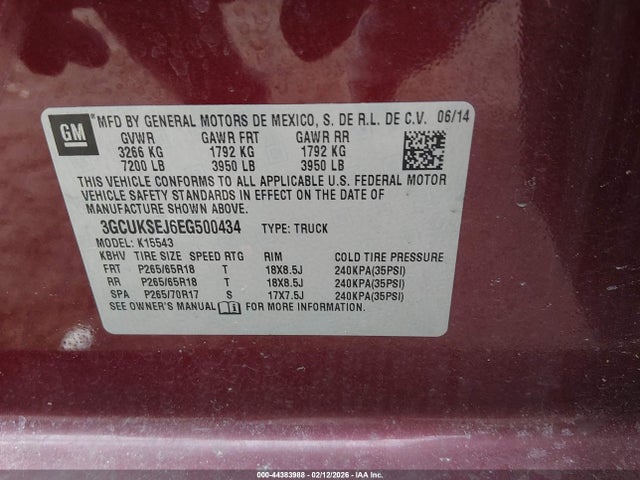 GM
MFD BY GENERAL MOTORS DE MEXICO, S. DE R.L. DE C.V. 06/14
GVWR GAWR FRT GAWR RR
3266 KG 1792 KG 1792 KG
7200 LB 3950 LB 3950 LB
THIS VEHICLE CONFORMS TO ALL APPLICABLE U.S. FEDERAL MOTOR
VEHICLE SAFETY STANDARDS IN EFFECT ON THE DATE OF
MANUFACTURE SHOWN ABOVE.
3GCUKSEJ6EG500434 TYPE: TRUCK
MODEL: K15543
KBHV TIRE SIZE SPEED RTG RIM COLD TIRE PRESSURE
FRT P265/65R18 T 18X8.5J 240KPA(35PSI)
RR P265/65R18 T 18X8.5J 240KPA(35PSI)
SPA P265/70R17 S 17X7.5J 240KPA(35PSI)
SEE OWNER'S MANUAL FOR MORE INFORMATION
000-44383988 - 02/12/2026 - IAA Inc.